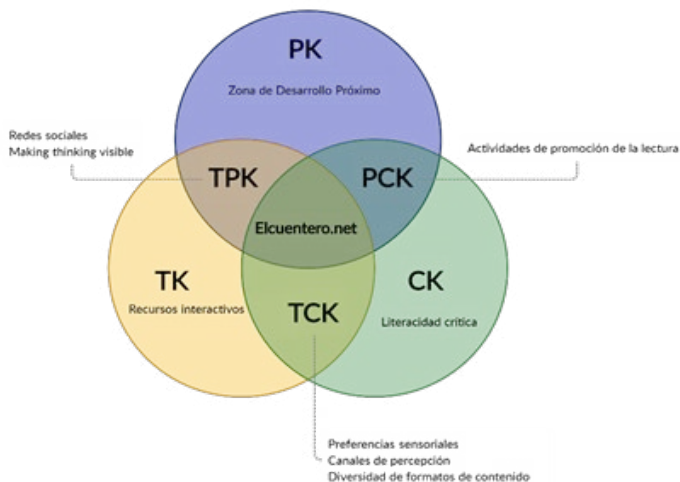 PK
Zona de Desarrollo Próximo
Redes sociales
Making thinking visible
Actividades de promoción de la lectura
TPK
PCK
Elcuentero.net
TK
Recursos interactivos
CK
Literacidad crítica
TCK
Preferencias sensoriales
Canales de percepción
Diversidad de formatos de contenido